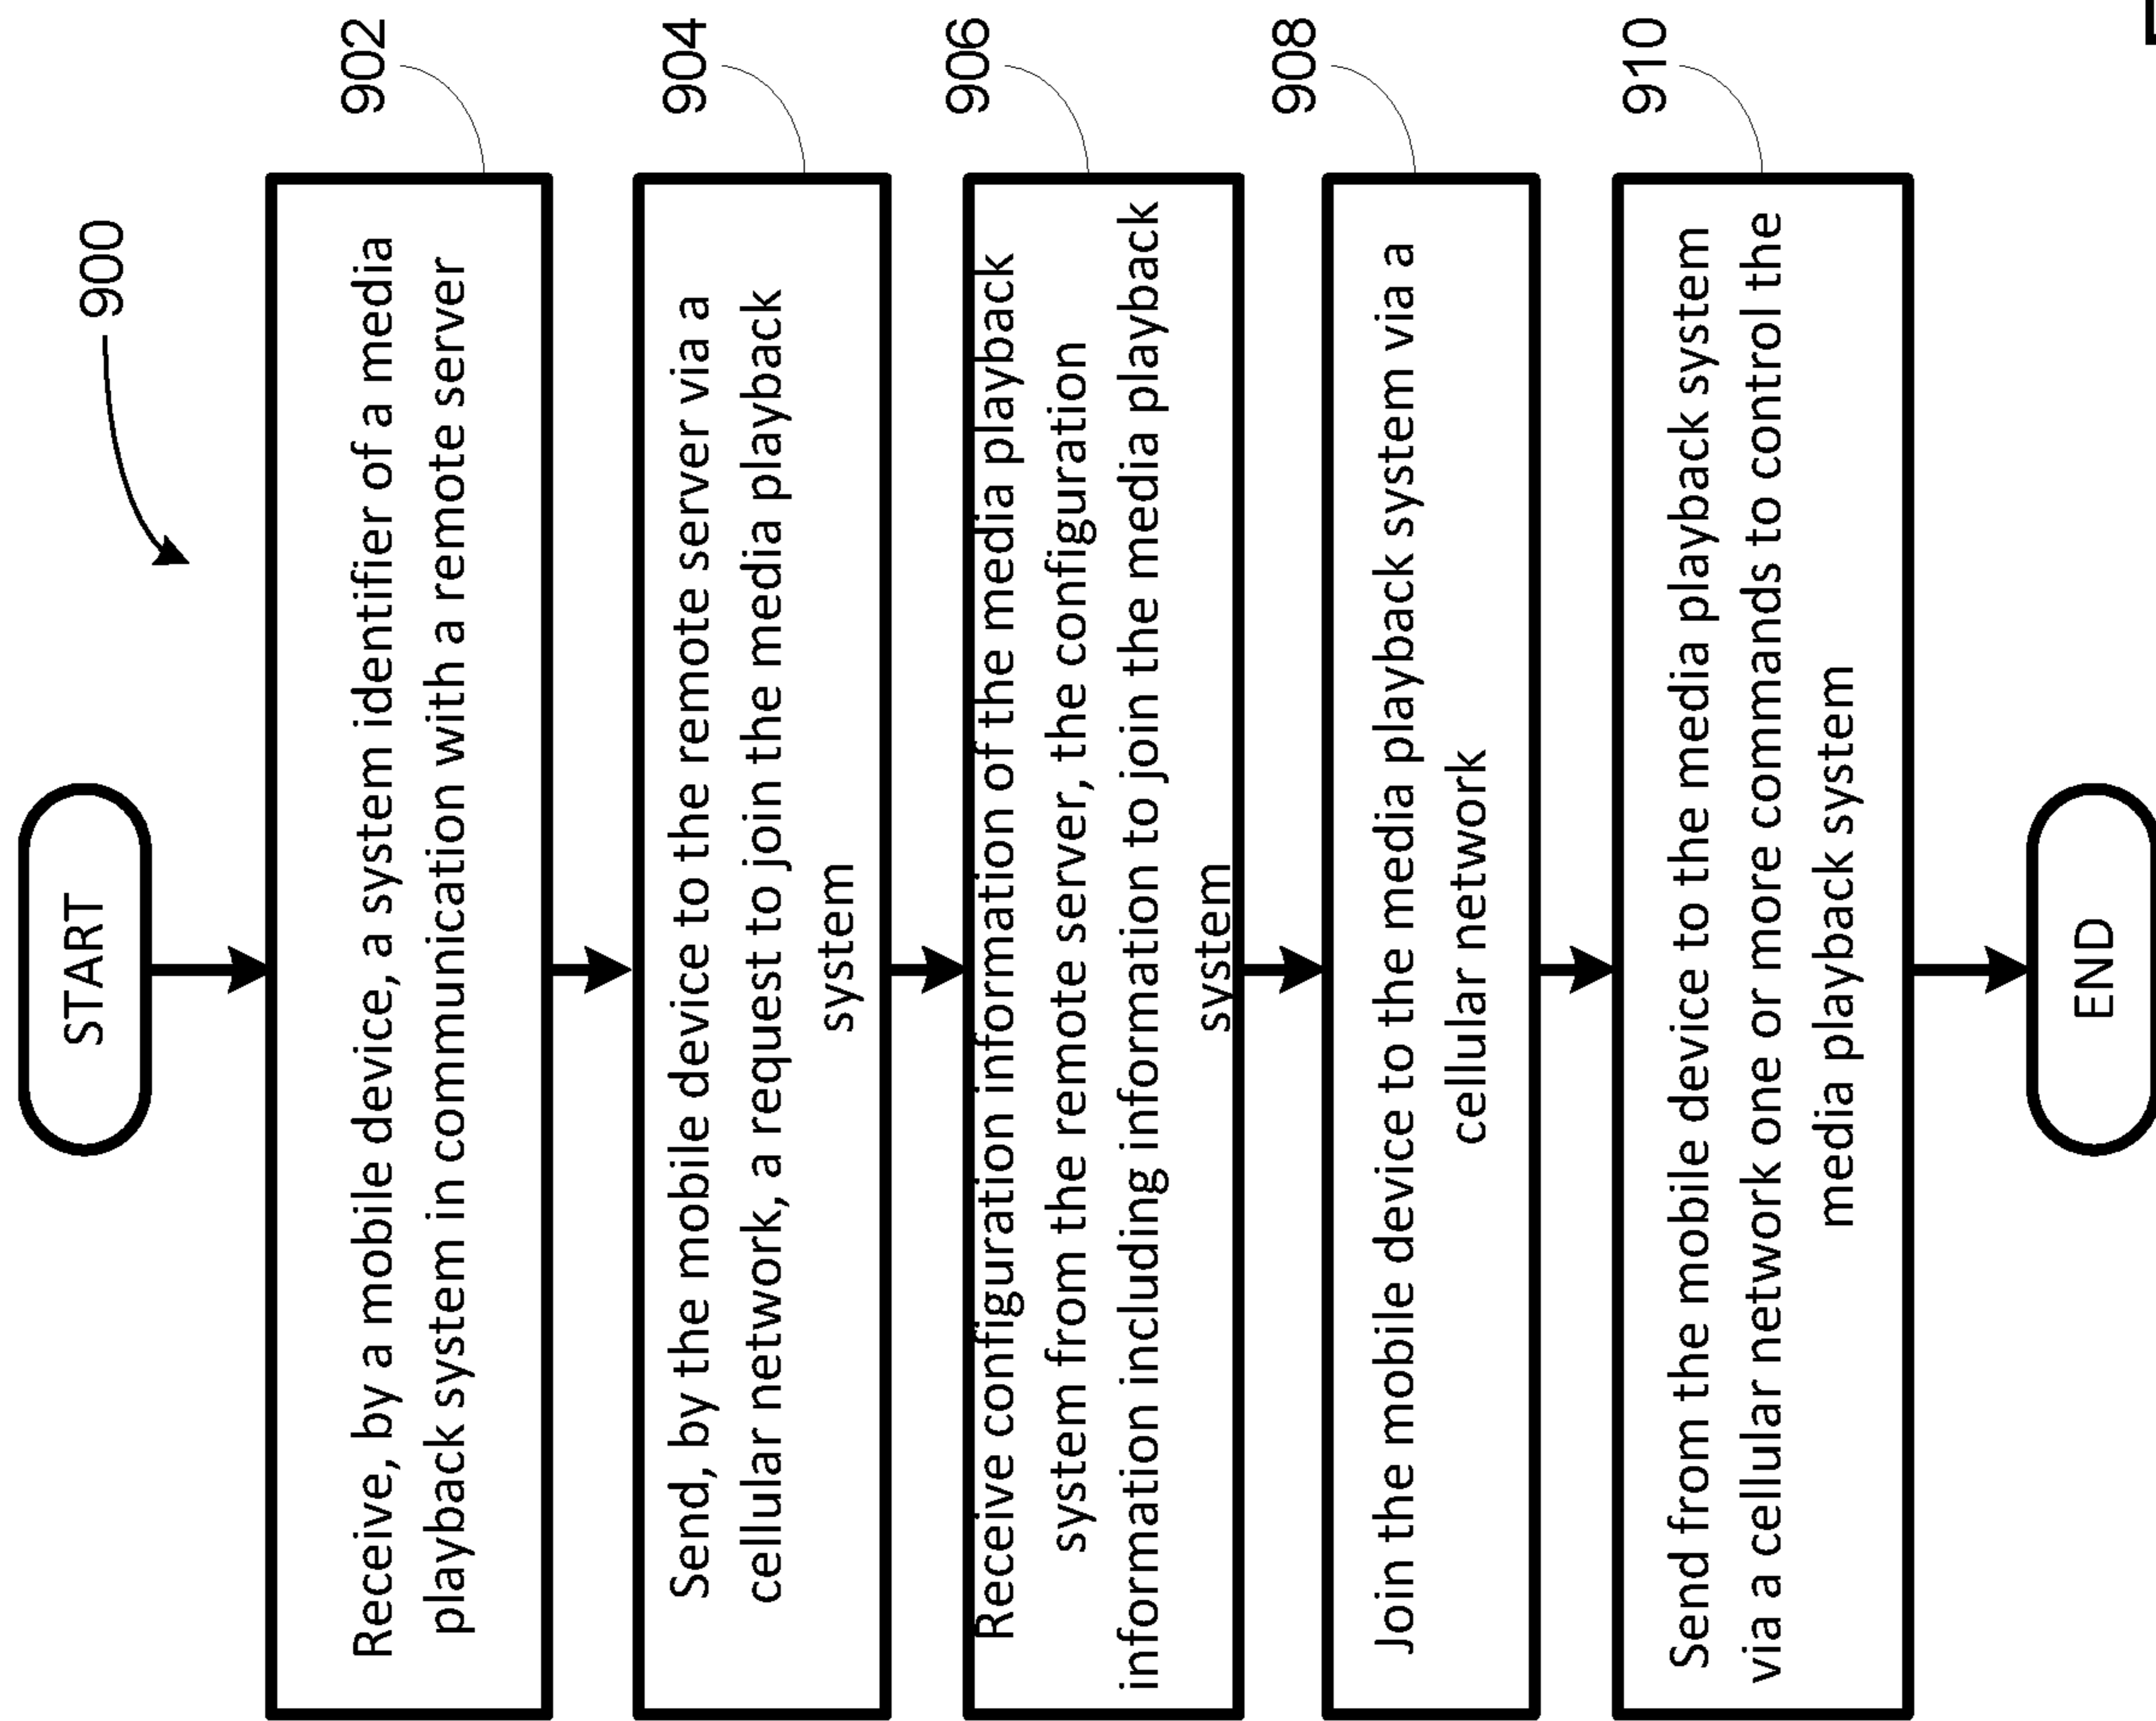 900
START
Receive, by a mobile device, a system identifier of a media
playback system in communication with a remote server
902
Send, by the mobile device to the remote server via a
cellular network, a request to join the media playback
system
904
Receive configuration information of the media playback
system from the remote server, the configuration
information including information to join the media playback
system
906
Join the mobile device to the media playback system via a
cellular network
908
Send from the mobile device to the media playback system
via a cellular network one or more commands to control the
media playback system
910
END